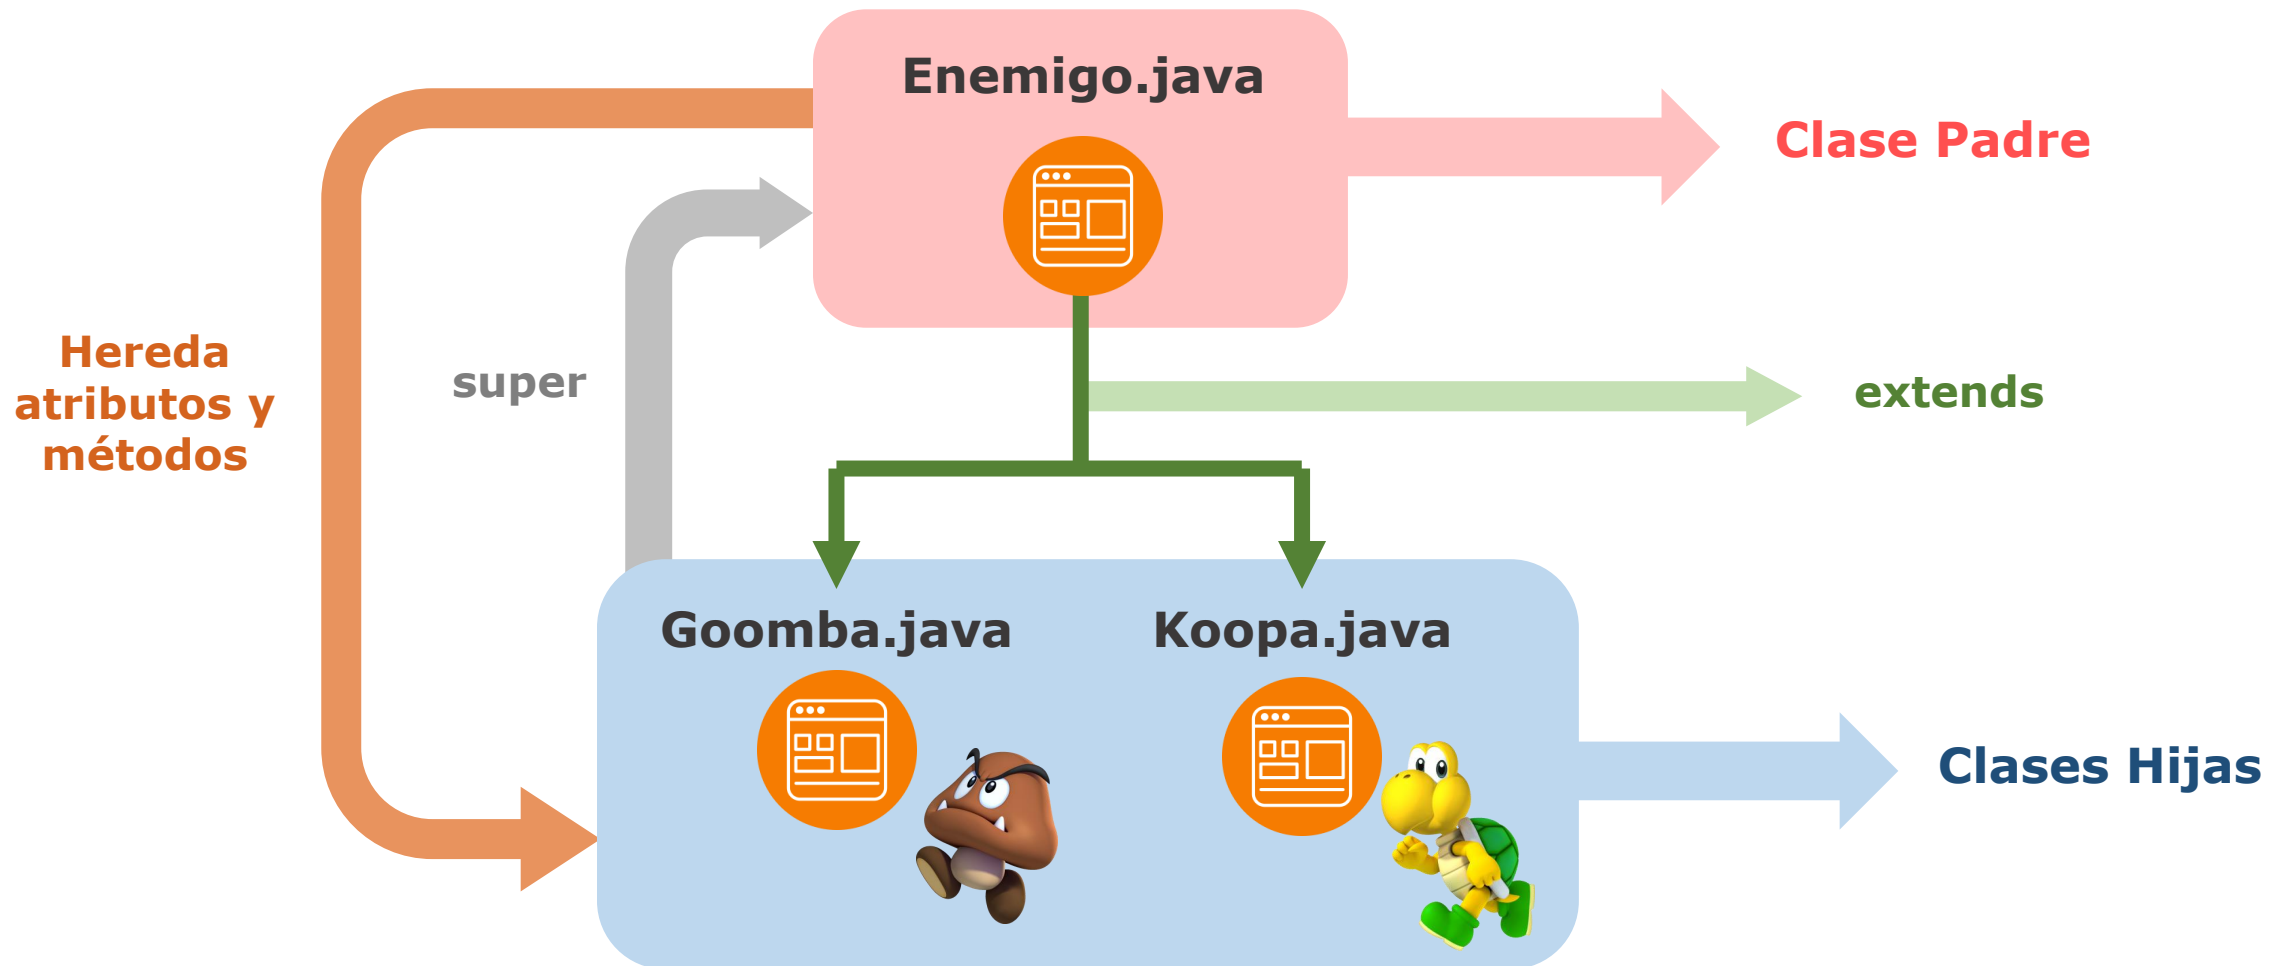 Enemigo.java
Clase Padre
Hereda
atributos y
métodos
super
extends
Goomba.java
Koopa.java
Clases Hijas